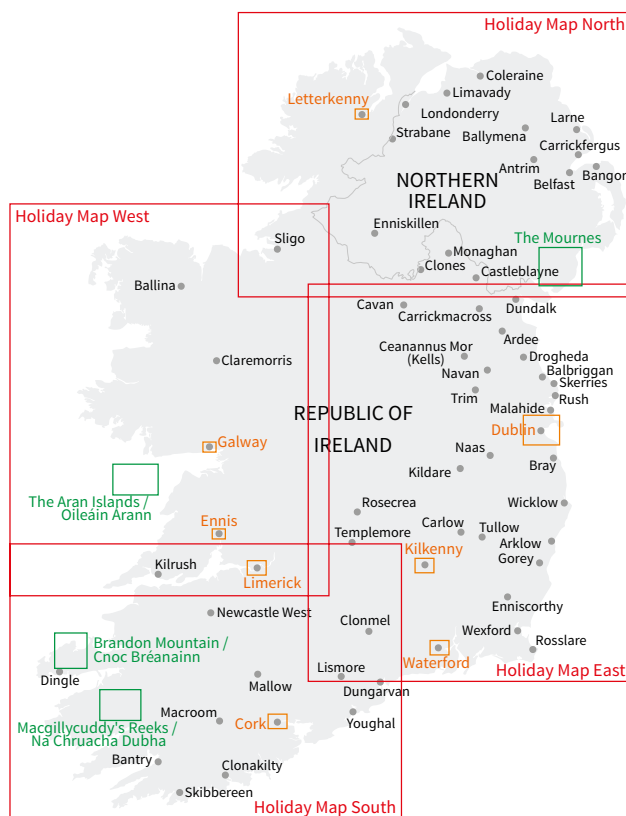 Holiday Map North
Coleraine
Limavady
Letterkenny
Londonderry
Larne
Strabane
Ballymena
Carrickfergus
Antrim
Bangor
Belfast
NORTHERN
IRELAND
Holiday Map West
Enniskillen
The Mournes
Sligo
Monaghan
Clones
Castleblayne
Ballina
Cavan
Carrickmacross
Dundalk
Ardee
Ceanannus Mor
(Kells)
Drogheda
Claremorris
Navan
Balbriggan
Skerries
Trim
Rush
Malahide
REPUBLIC OF
IRELAND
Dublin
Galway
Naas
Bray
Kildare
The Aran Islands /
Oileáin Arann
Rosecrea
Wicklow
Ennis
Carlow
Tullow
Templemore
Arklow
Kilkenny
Gorey
Kilrush
Limerick
Enniscorthy
Newcastle West
Clonmel
Wexford
Brandon Mountain /
Cnoc Bréanainn
Rosslare
Waterford
Holiday Map East
Dingle
Lismore
Mallow
Dungarvan
Macgillycuddy's Reeks /
Na Chruacha Dubha
Macroom
Cork
Youghal
Bantry
Clonakilty
Skibbereen
Holiday Map South